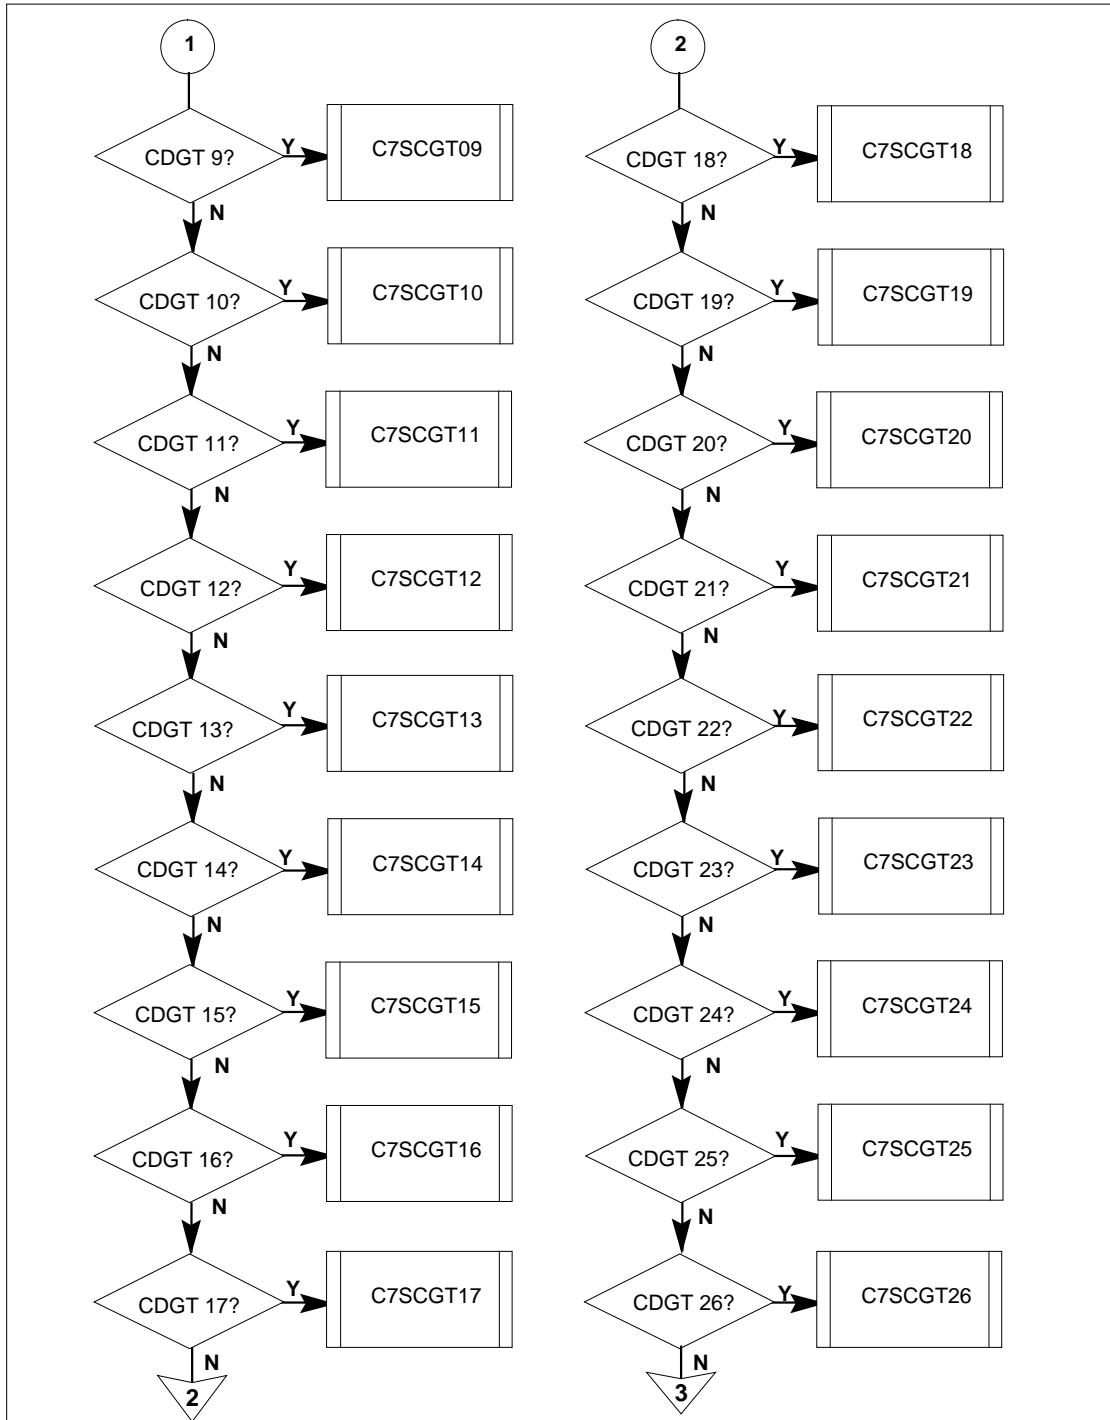 1
CDGT 9?
Y
C7SCGT09
N
CDGT 10?
Y
C7SCGT10
N
CDGT 11?
Y
C7SCGT11
N
CDGT 12?
Y
C7SCGT12
N
CDGT 13?
Y
C7SCGT13
N
CDGT 14?
Y
C7SCGT14
N
CDGT 15?
Y
C7SCGT15
N
CDGT 16?
Y
C7SCGT16
N
CDGT 17?
Y
C7SCGT17
N
2
2
CDGT 18?
Y
C7SCGT18
N
CDGT 19?
Y
C7SCGT19
N
CDGT 20?
Y
C7SCGT20
N
CDGT 21?
Y
C7SCGT21
N
CDGT 22?
Y
C7SCGT22
N
CDGT 23?
Y
C7SCGT23
N
CDGT 24?
Y
C7SCGT24
N
CDGT 25?
Y
C7SCGT25
N
CDGT 26?
Y
C7SCGT26
N
3